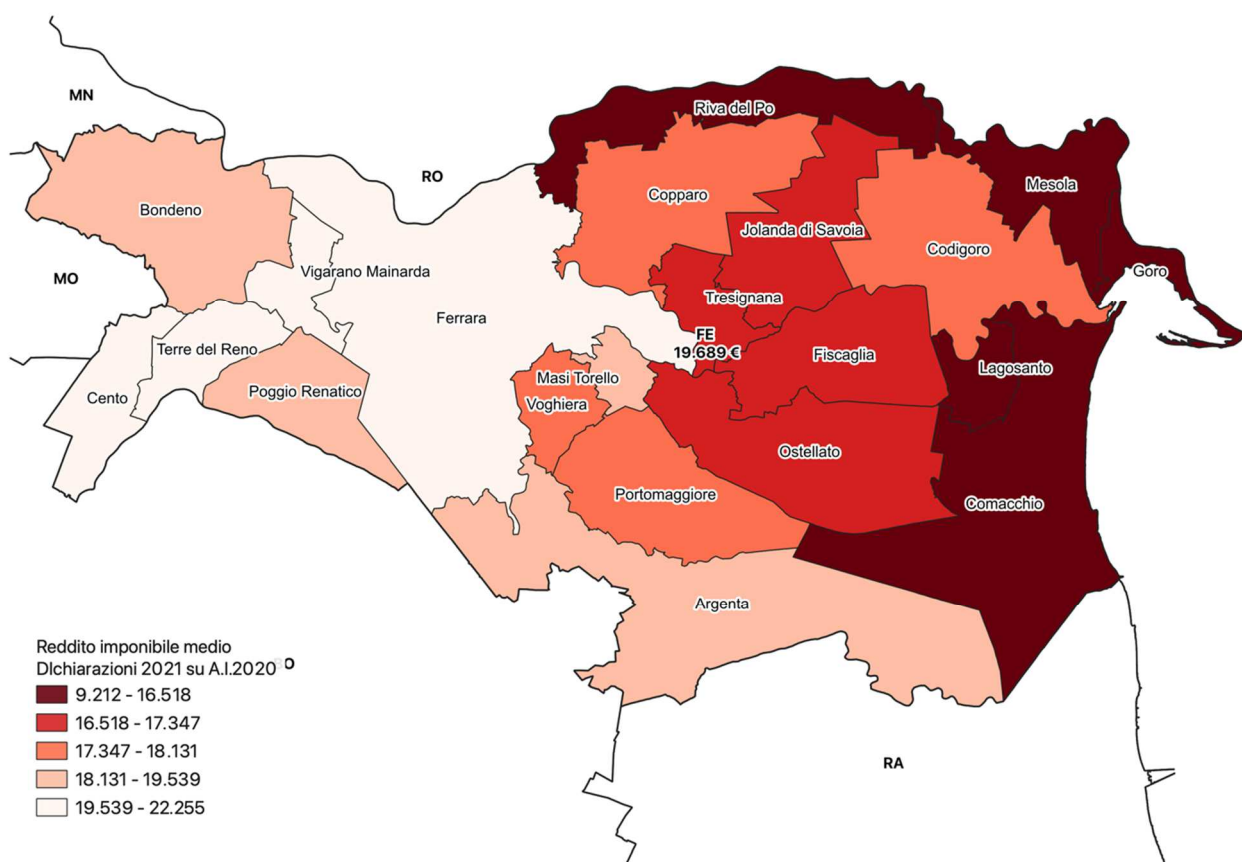 MN
Riva del Po
RO
Mesola
Copparo
Bondeno
Jolanda di Savoia
Codigoro
Vigarano Mainarda
Goro
MO
Tresignana
Ferrara
FE
19.689 €
Terre del Reno
Fiscaglia
Lagosanto
Masi Torello
Poggio Renatico
Cento
Voghiera
Ostellato
Portomaggiore
Comacchio
Argenta
Reddito imponibile medio
DIchiarazioni 2021 su A.I.2020
9.212 - 16.518
16.518 - 17.347
17.347 - 18.131
18.131 - 19.539
19.539 - 22.255
RA